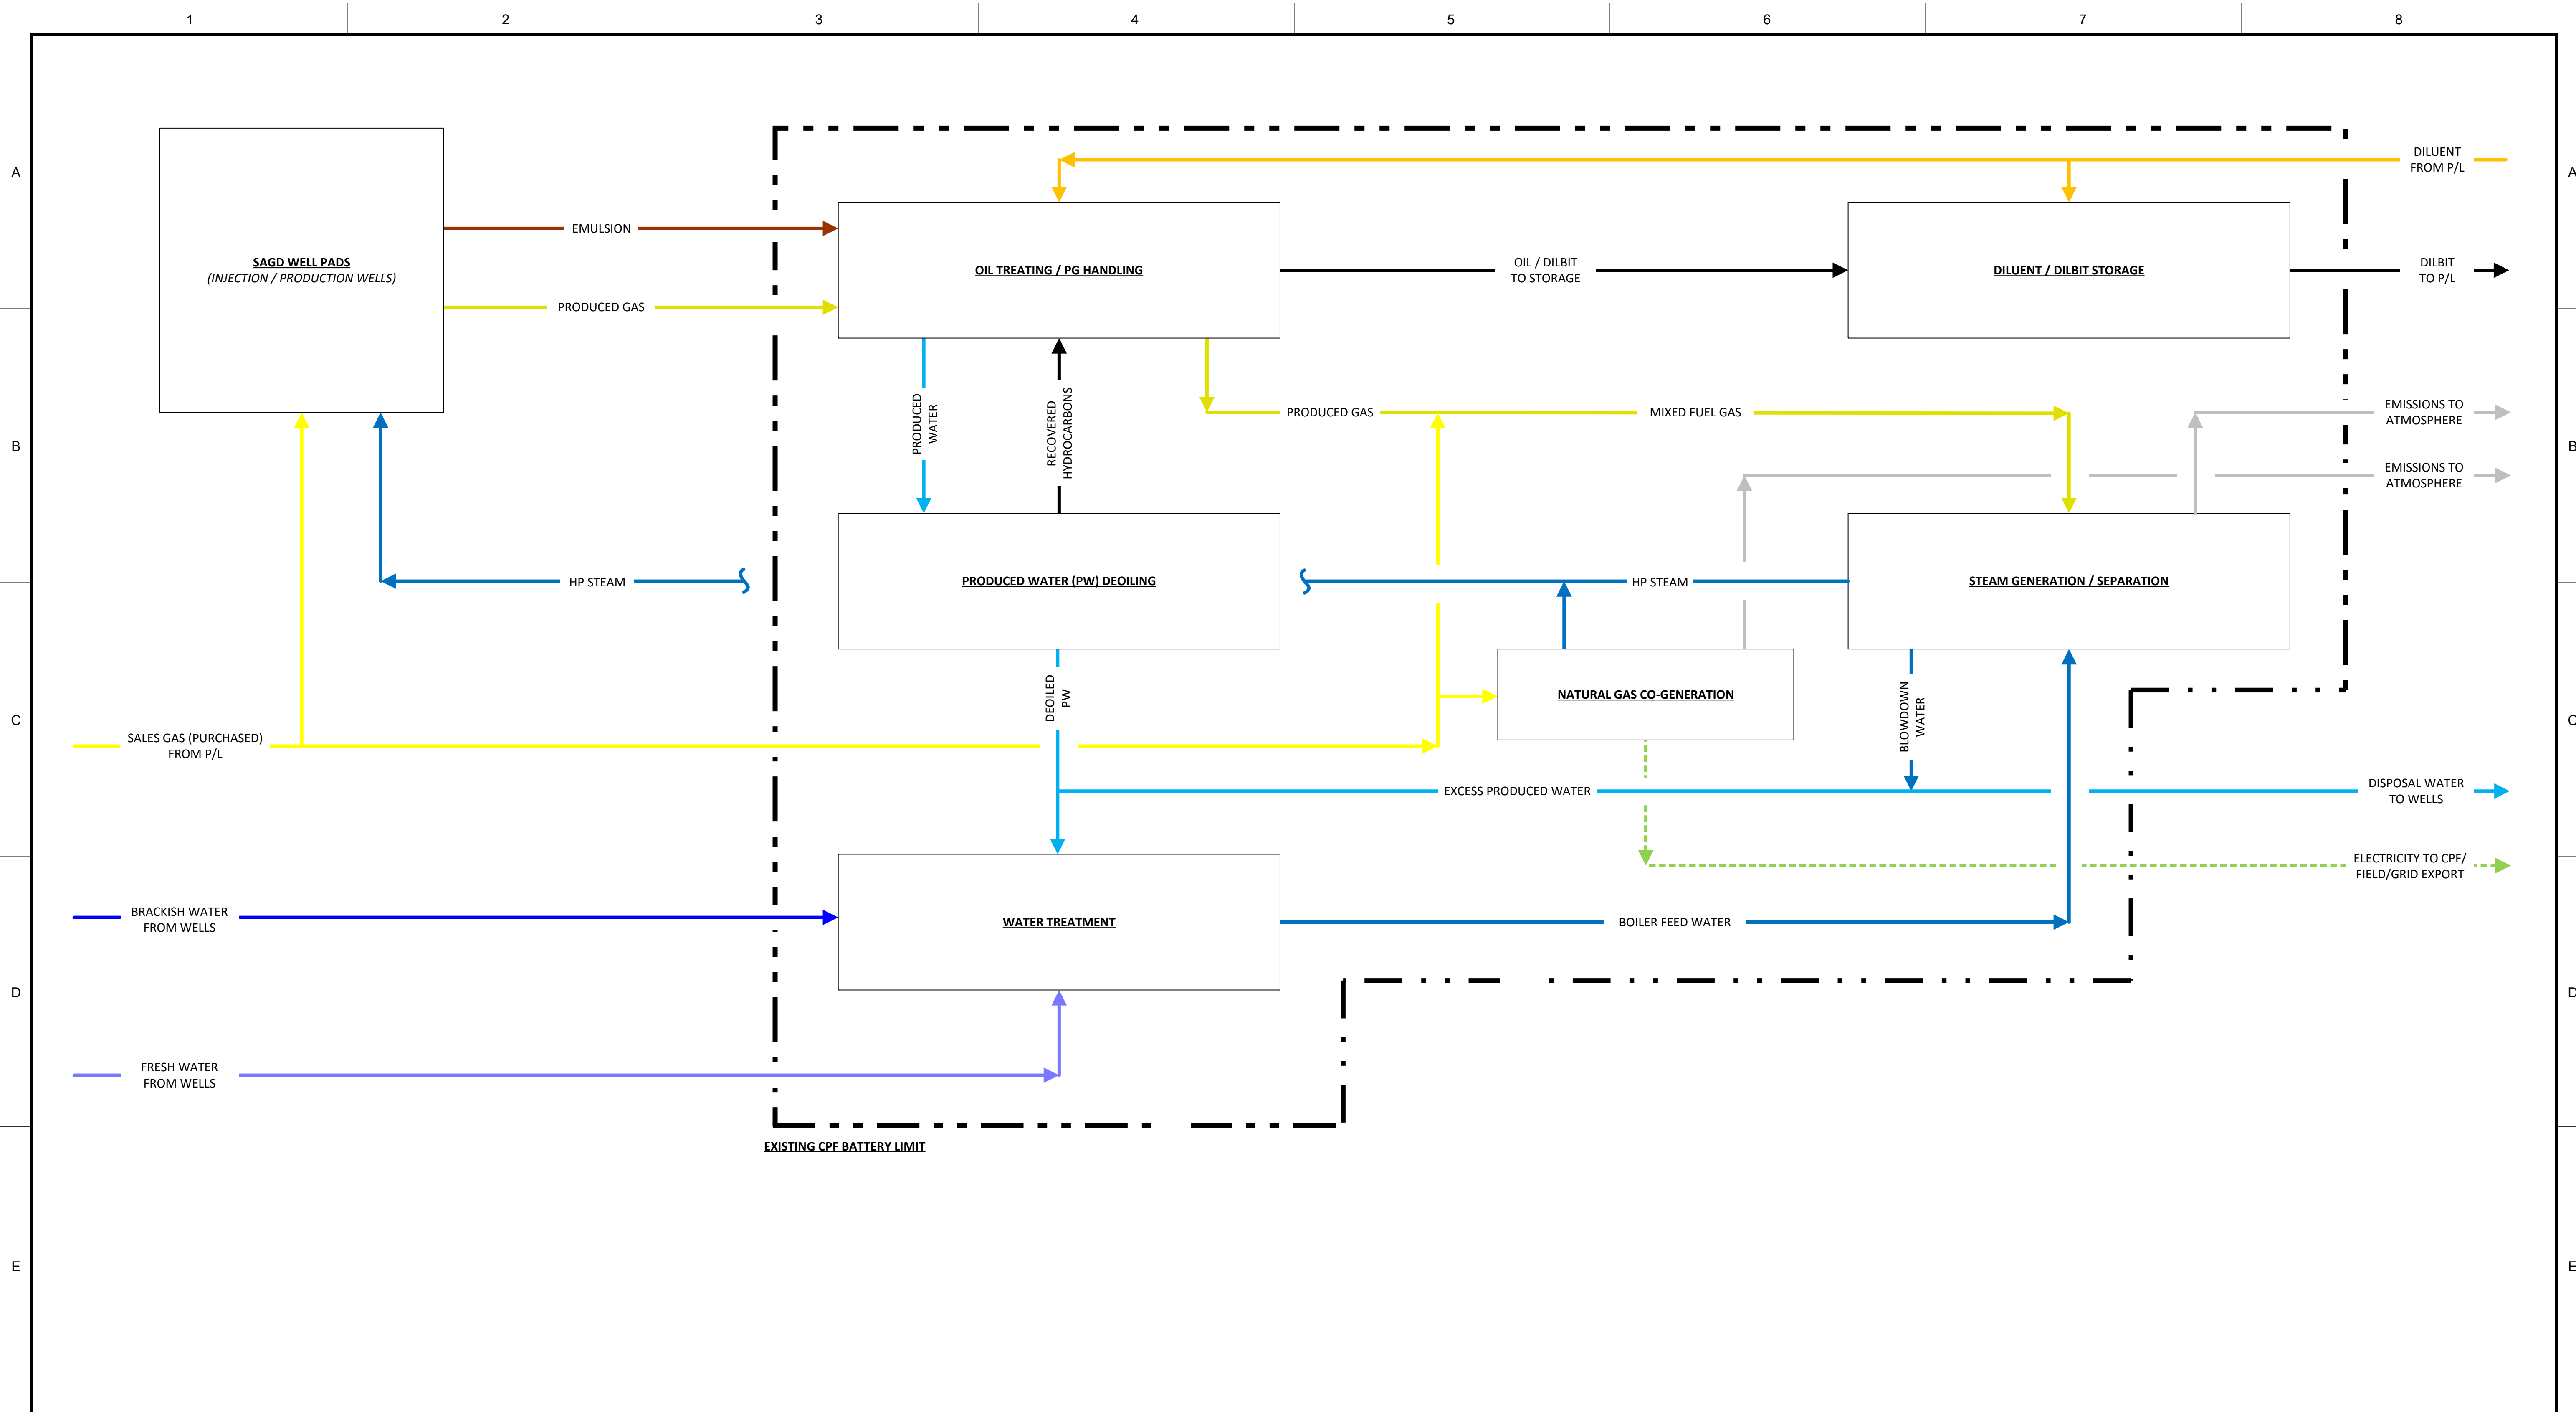 1 2 3 4 5 6 7 8
A
A
DILUENT
FROM P/L
EMULSION
SAGD WELL PADS
(INJECTION / PRODUCTION WELLS)
OIL TREATING / PG HANDLING
OIL / DILBIT
TO STORAGE
DILUENT / DILBIT STORAGE
DILBIT
TO P/L
PRODUCED GAS
PRODUCED
WATER
RECOVERED
HYDROCARBONS
PRODUCED GAS
MIXED FUEL GAS
EMISSIONS TO
ATMOSPHERE
B
B
EMISSIONS TO
ATMOSPHERE
HP STEAM
PRODUCED WATER (PW) DEOILING
HP STEAM
STEAM GENERATION / SEPARATION
DEOILED
PW
NATURAL GAS CO-GENERATION
BLOWDOWN
WATER
C
C
SALES GAS (PURCHASED)
FROM P/L
EXCESS PRODUCED WATER
DISPOSAL WATER
TO WELLS
ELECTRICITY TO CPF/
FIELD/GRID EXPORT
BRACKISH WATER
FROM WELLS
WATER TREATMENT
BOILER FEED WATER
D
D
FRESH WATER
FROM WELLS
EXISTING CPF BATTERY LIMIT
E
E